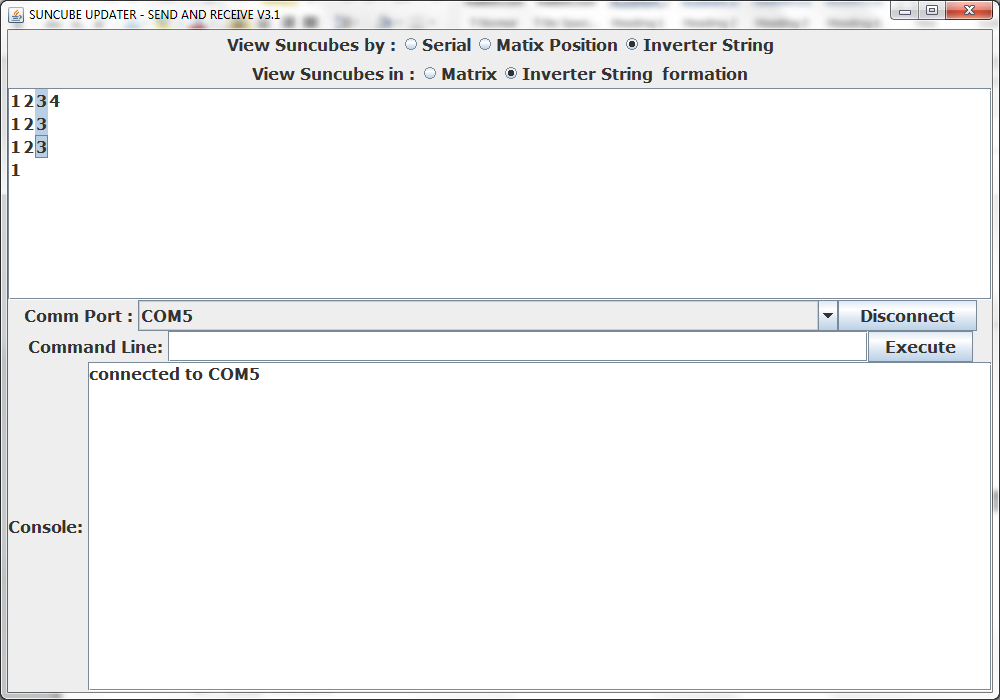 SUNCUBE UPDATER - SEND AND RECEIVE V3.1
View Suncubes by : Serial Matix Position Inverter String
View Suncubes in : Matrix Inverter String formation
1 2 3 4
1 2 3
1 2 3
1
Comm Port : COM5 Disconnect
Command Line: Execute
connected to COM5
Console: